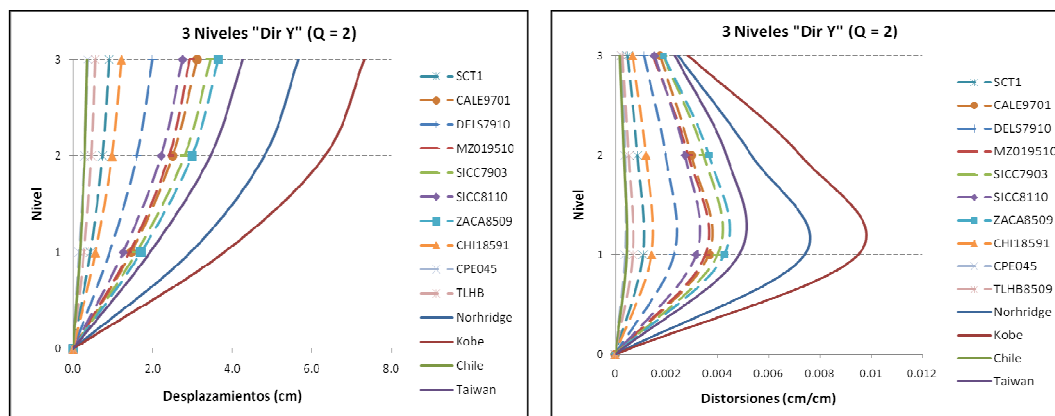 3 Niveles "Dir Y" (Q = 2)
Nivel
3
2
1
0
0.0 2.0 4.0 6.0 8.0
Desplazamientos (cm)
SCT1
CALE9701
DELS7910
MZ019510
SICC7903
SICC8110
ZACA8509
CHI18591
CPE045
TLHB
Norhridge
Kobe
Chile
Taiwan
3 Niveles "Dir Y" (Q = 2)
Nivel
3
2
1
0
0 0.002 0.004 0.006 0.008 0.01 0.012
Distorsiones (cm/cm)
SCT1
CALE9701
DELS7910
MZ019510
SICC7903
SICC8110
ZACA8509
CHI18591
CPE045
TLHB8509
Norhridge
Kobe
Chile
Taiwan